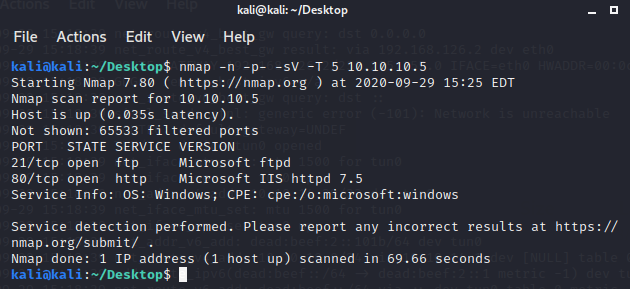 kali@kali: ~/Desktop
File Actions Edit View Help
kali@kali:~/Desktop$ nmap -n -p- -sV -T 5 10.10.10.5
Starting Nmap 7.80 ( https://nmap.org ) at 2020-09-29 15:25 EDT
Nmap scan report for 10.10.10.5
Host is up (0.035s latency).
Not shown: 65533 filtered ports
PORT STATE SERVICE VERSION
21/tcp open ftp Microsoft ftpd
80/tcp open http Microsoft IIS httpd 7.5
Service Info: OS: Windows; CPE: cpe:/o:microsoft:windows
Service detection performed. Please report any incorrect results at https://
nmap.org/submit/ .
Nmap done: 1 IP address (1 host up) scanned in 69.66 seconds
kali@kali:~/Desktop$